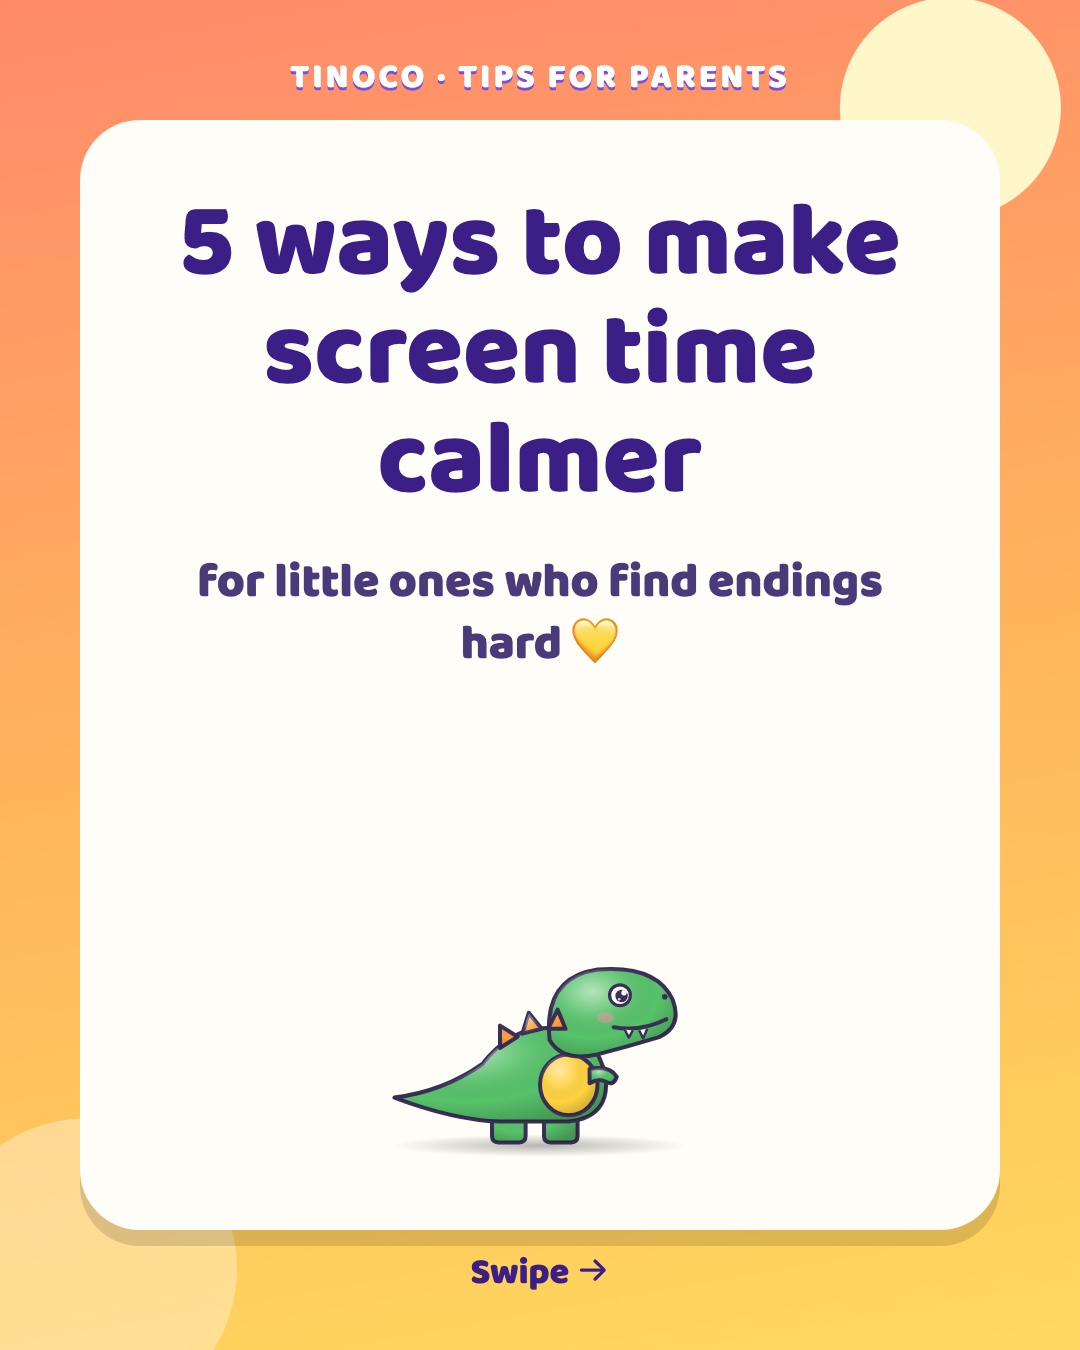 TINOCO · TIPS FOR PARENTS
5 ways to make
screen time
calmer
for little ones who find endings
hard 💛
Swipe →